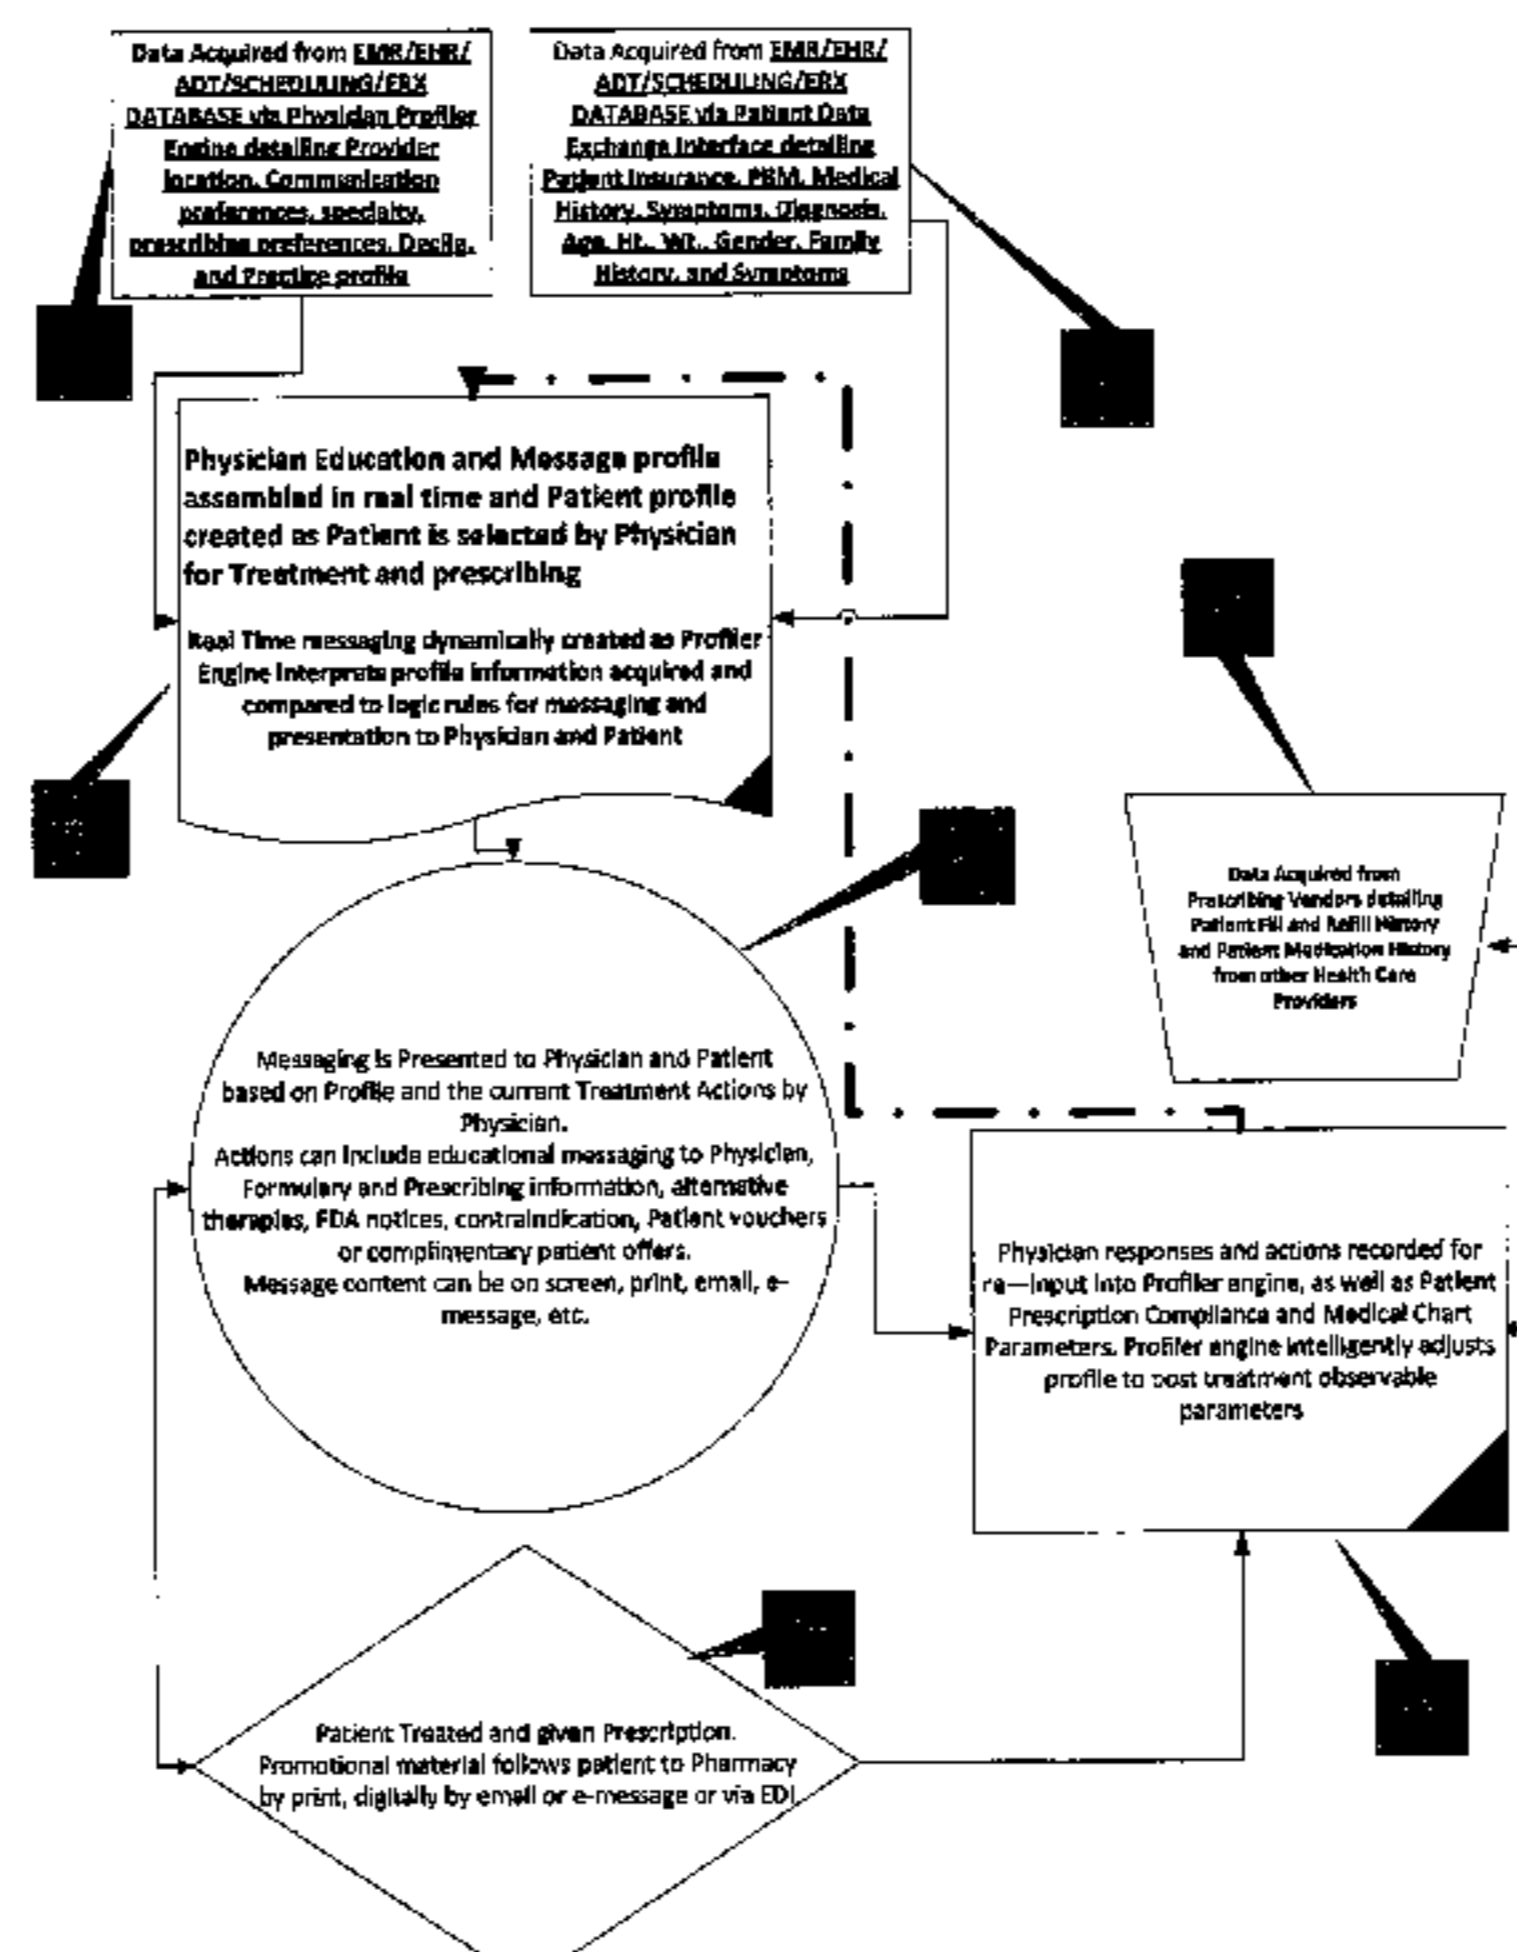 Data Acquired from EMR/EHR/
ADT/SCHEDULING/ERX
DATABASE via Physician Profiler
Engine detailing Provider
location, Communication
preferences, specialty,
prescribing preferences, Dec/Rg,
and Practice profile
Data Acquired from EMR/EHR/
ADT/SCHEDULING/ERX
DATABASE via Patient Data
Exchange Interface detailing
Patient Insurance, PBM, Medical
History, Symptoms, Diagnosis,
Age, Ht., Wt., Gender, Family
History, and Symptoms
Physician Education and Message profile
assembled in real time and Patient profile
created as Patient is selected by Physician
for Treatment and prescribing
Real Time messaging dynamically created as Profiler
Engine interprets profile information acquired and
compared to logic rules for messaging and
presentation to Physician and Patient
Data Acquired from
Prescribing Vendors detailing
Patient Fill and Refill History
and Patient Medication History
from other Health Care
Providers
Messaging is Presented to Physician and Patient
based on Profile and the current Treatment Actions by
Physician.
Actions can include educational messaging to Physician,
Formulary and Prescribing information, alternative
therapies, FDA notices, contraindication, Patient vouchers
or complimentary patient offers.
Message content can be on screen, print, email, e-
message, etc.
Physician responses and actions recorded for
re—input into Profiler engine, as well as Patient
Prescription Compliance and Medical Chart
Parameters. Profiler engine intelligently adjusts
profile to post treatment observable
parameters
Patient Treated and given Prescription.
Promotional material follows patient to Pharmacy
by print, digitally by email or e-message or via EDI